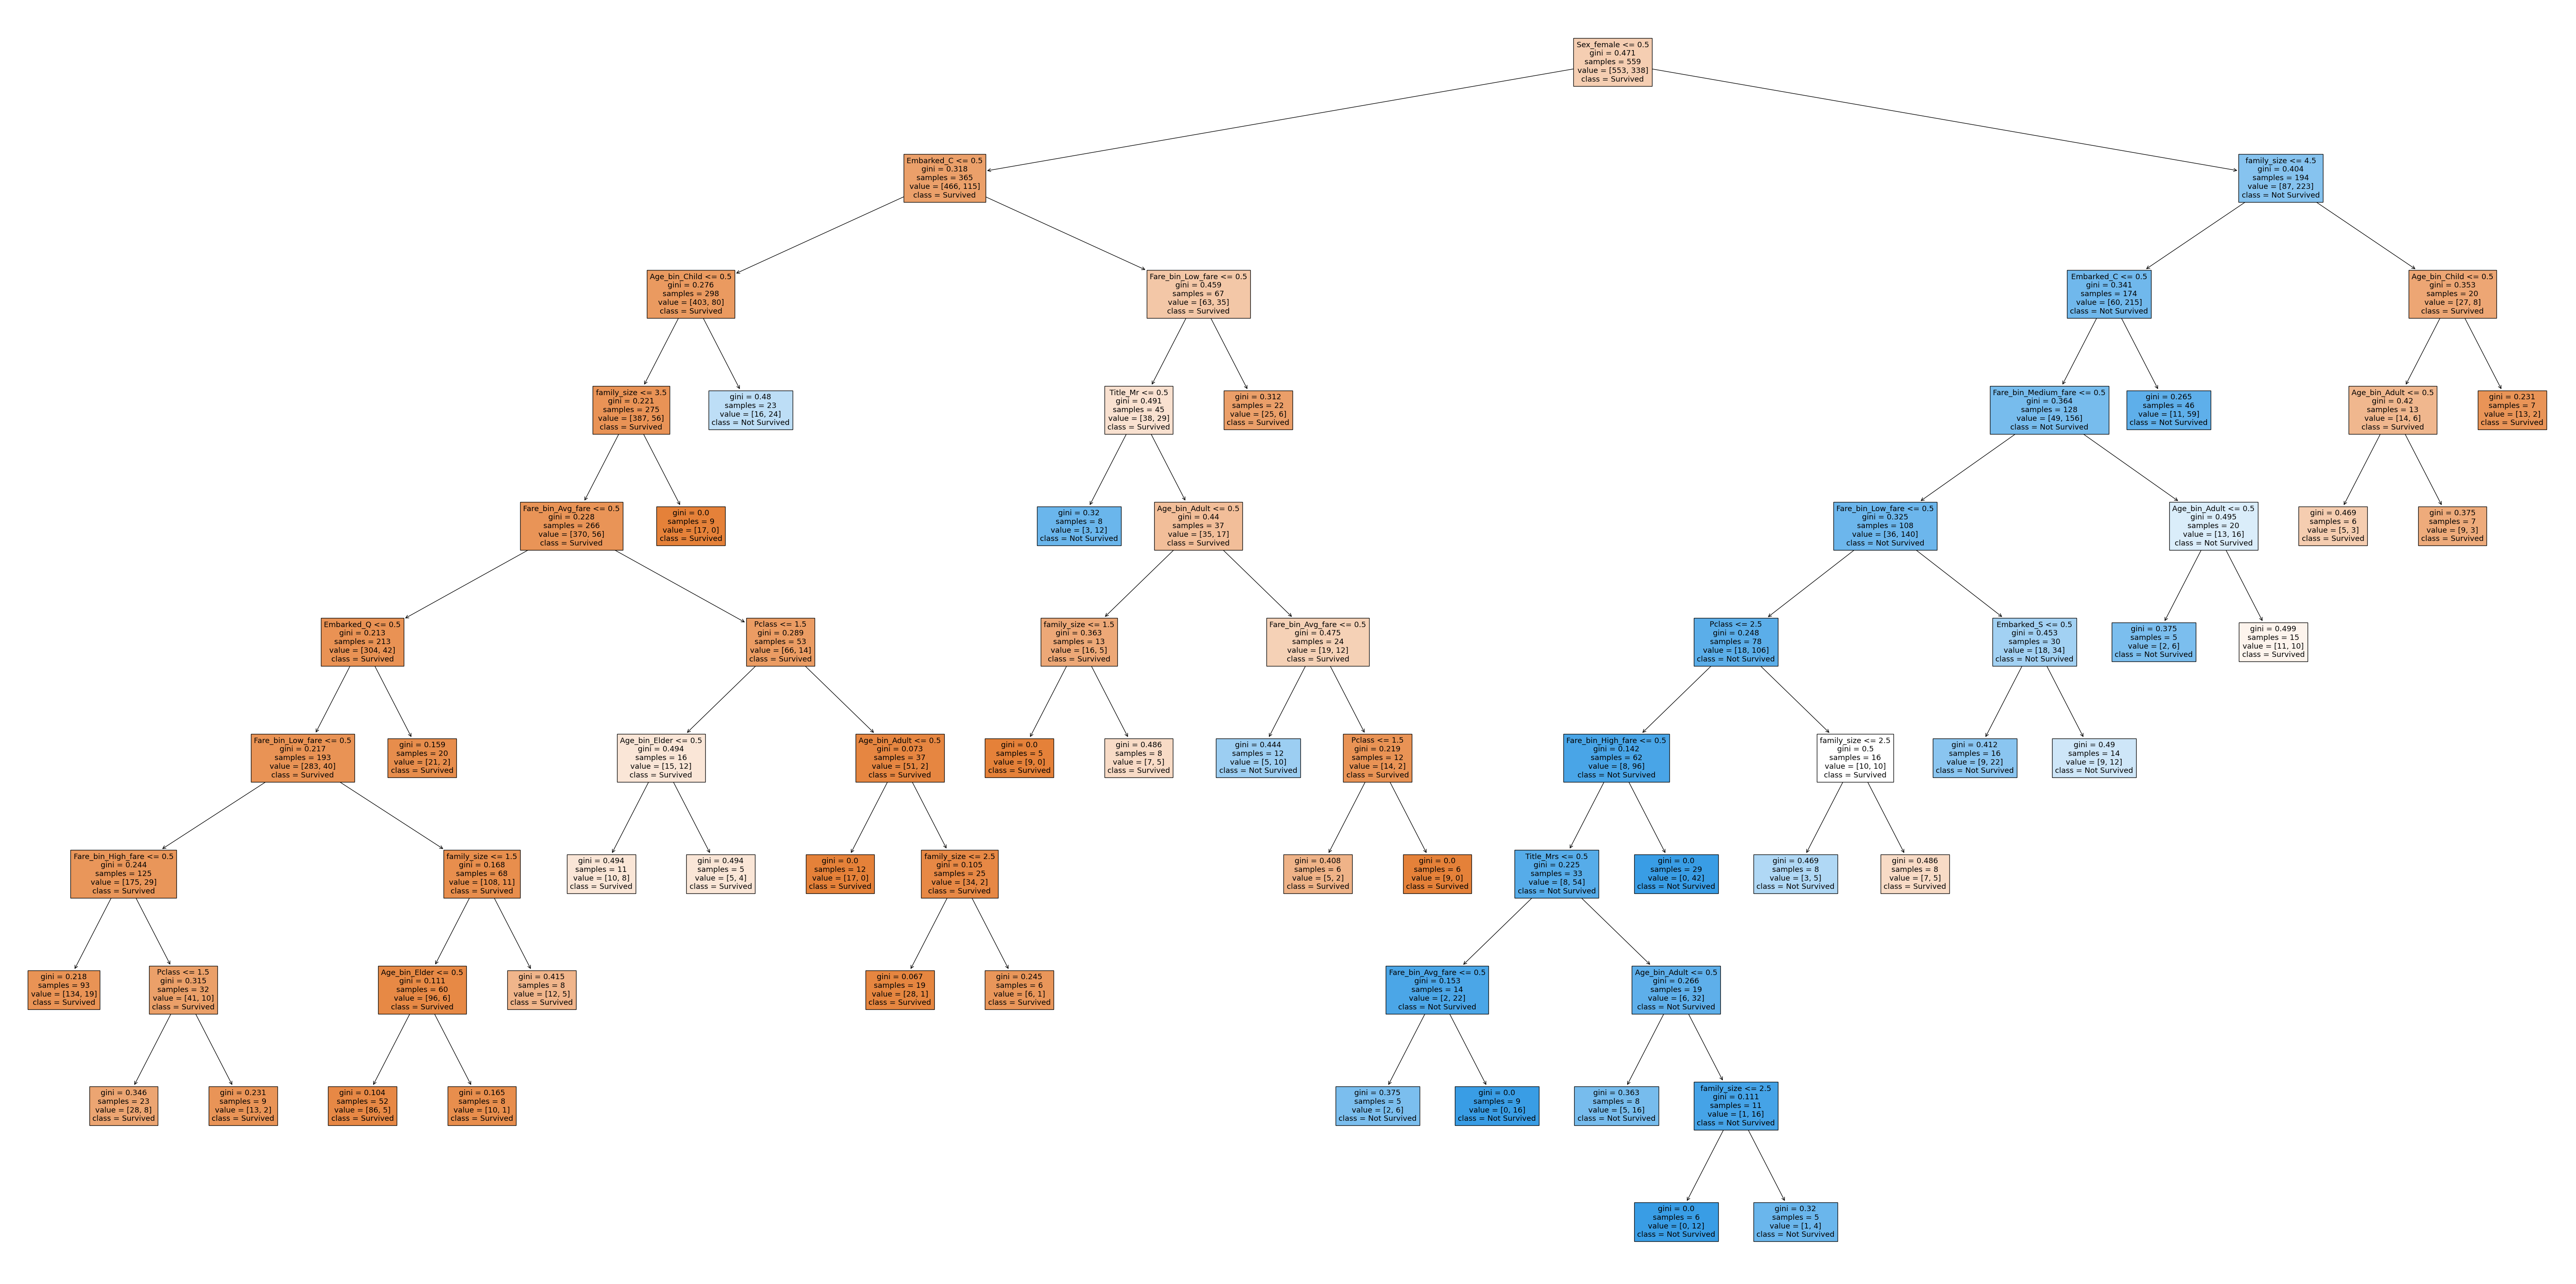 Sex_female <= 0.5
gini = 0.471
samples = 559
value = [553, 338]
class = Survived
Embarked_C <= 0.5
gini = 0.318
samples = 365
value = [466, 115]
class = Survived
family_size <= 4.5
gini = 0.404
samples = 194
value = [87, 223]
class = Not Survived
Age_bin_Child <= 0.5
gini = 0.276
samples = 298
value = [403, 80]
class = Survived
Fare_bin_Low_fare <= 0.5
gini = 0.459
samples = 67
value = [63, 35]
class = Survived
Embarked_C <= 0.5
gini = 0.341
samples = 174
value = [60, 215]
class = Not Survived
Age_bin_Child <= 0.5
gini = 0.353
samples = 20
value = [27, 8]
class = Survived
family_size <= 3.5
gini = 0.221
samples = 275
value = [387, 56]
class = Survived
gini = 0.48
samples = 23
value = [16, 24]
class = Not Survived
Title_Mr <= 0.5
gini = 0.491
samples = 45
value = [38, 29]
class = Survived
gini = 0.312
samples = 22
value = [25, 6]
class = Survived
Fare_bin_Medium_fare <= 0.5
gini = 0.364
samples = 128
value = [49, 156]
class = Not Survived
gini = 0.265
samples = 46
value = [11, 59]
class = Not Survived
Age_bin_Adult <= 0.5
gini = 0.42
samples = 13
value = [14, 6]
class = Survived
gini = 0.231
samples = 7
value = [13, 2]
class = Survived
Fare_bin_Avg_fare <= 0.5
gini = 0.228
samples = 266
value = [370, 56]
class = Survived
gini = 0.0
samples = 9
value = [17, 0]
class = Survived
gini = 0.32
samples = 8
value = [3, 12]
class = Not Survived
Age_bin_Adult <= 0.5
gini = 0.44
samples = 37
value = [35, 17]
class = Survived
Fare_bin_Low_fare <= 0.5
gini = 0.325
samples = 108
value = [36, 140]
class = Not Survived
Age_bin_Adult <= 0.5
gini = 0.495
samples = 20
value = [13, 16]
class = Not Survived
gini = 0.469
samples = 6
value = [5, 3]
class = Survived
gini = 0.375
samples = 7
value = [9, 3]
class = Survived
Embarked_Q <= 0.5
gini = 0.213
samples = 213
value = [304, 42]
class = Survived
Pclass <= 1.5
gini = 0.289
samples = 53
value = [66, 14]
class = Survived
family_size <= 1.5
gini = 0.363
samples = 13
value = [16, 5]
class = Survived
Fare_bin_Avg_fare <= 0.5
gini = 0.475
samples = 24
value = [19, 12]
class = Survived
Pclass <= 2.5
gini = 0.248
samples = 78
value = [18, 106]
class = Not Survived
Embarked_S <= 0.5
gini = 0.453
samples = 30
value = [18, 34]
class = Not Survived
gini = 0.375
samples = 5
value = [2, 6]
class = Not Survived
gini = 0.499
samples = 15
value = [11, 10]
class = Survived
Fare_bin_Low_fare <= 0.5
gini = 0.217
samples = 193
value = [283, 40]
class = Survived
gini = 0.159
samples = 20
value = [21, 2]
class = Survived
Age_bin_Elder <= 0.5
gini = 0.494
samples = 16
value = [15, 12]
class = Survived
Age_bin_Adult <= 0.5
gini = 0.073
samples = 37
value = [51, 2]
class = Survived
gini = 0.0
samples = 5
value = [9, 0]
class = Survived
gini = 0.486
samples = 8
value = [7, 5]
class = Survived
gini = 0.444
samples = 12
value = [5, 10]
class = Not Survived
Pclass <= 1.5
gini = 0.219
samples = 12
value = [14, 2]
class = Survived
Fare_bin_High_fare <= 0.5
gini = 0.142
samples = 62
value = [8, 96]
class = Not Survived
family_size <= 2.5
gini = 0.5
samples = 16
value = [10, 10]
class = Survived
gini = 0.412
samples = 16
value = [9, 22]
class = Not Survived
gini = 0.49
samples = 14
value = [9, 12]
class = Not Survived
Fare_bin_High_fare <= 0.5
gini = 0.244
samples = 125
value = [175, 29]
class = Survived
family_size <= 1.5
gini = 0.168
samples = 68
value = [108, 11]
class = Survived
gini = 0.494
samples = 11
value = [10, 8]
class = Survived
gini = 0.494
samples = 5
value = [5, 4]
class = Survived
gini = 0.0
samples = 12
value = [17, 0]
class = Survived
family_size <= 2.5
gini = 0.105
samples = 25
value = [34, 2]
class = Survived
gini = 0.408
samples = 6
value = [5, 2]
class = Survived
gini = 0.0
samples = 6
value = [9, 0]
class = Survived
Title_Mrs <= 0.5
gini = 0.225
samples = 33
value = [8, 54]
class = Not Survived
gini = 0.0
samples = 29
value = [0, 42]
class = Not Survived
gini = 0.469
samples = 8
value = [3, 5]
class = Not Survived
gini = 0.486
samples = 8
value = [7, 5]
class = Survived
gini = 0.218
samples = 93
value = [134, 19]
class = Survived
Pclass <= 1.5
gini = 0.315
samples = 32
value = [41, 10]
class = Survived
Age_bin_Elder <= 0.5
gini = 0.111
samples = 60
value = [96, 6]
class = Survived
gini = 0.415
samples = 8
value = [12, 5]
class = Survived
gini = 0.067
samples = 19
value = [28, 1]
class = Survived
gini = 0.245
samples = 6
value = [6, 1]
class = Survived
Fare_bin_Avg_fare <= 0.5
gini = 0.153
samples = 14
value = [2, 22]
class = Not Survived
Age_bin_Adult <= 0.5
gini = 0.266
samples = 19
value = [6, 32]
class = Not Survived
gini = 0.346
samples = 23
value = [28, 8]
class = Survived
gini = 0.231
samples = 9
value = [13, 2]
class = Survived
gini = 0.104
samples = 52
value = [86, 5]
class = Survived
gini = 0.165
samples = 8
value = [10, 1]
class = Survived
gini = 0.375
samples = 5
value = [2, 6]
class = Not Survived
gini = 0.0
samples = 9
value = [0, 16]
class = Not Survived
gini = 0.363
samples = 8
value = [5, 16]
class = Not Survived
family_size <= 2.5
gini = 0.111
samples = 11
value = [1, 16]
class = Not Survived
gini = 0.0
samples = 6
value = [0, 12]
class = Not Survived
gini = 0.32
samples = 5
value = [1, 4]
class = Not Survived